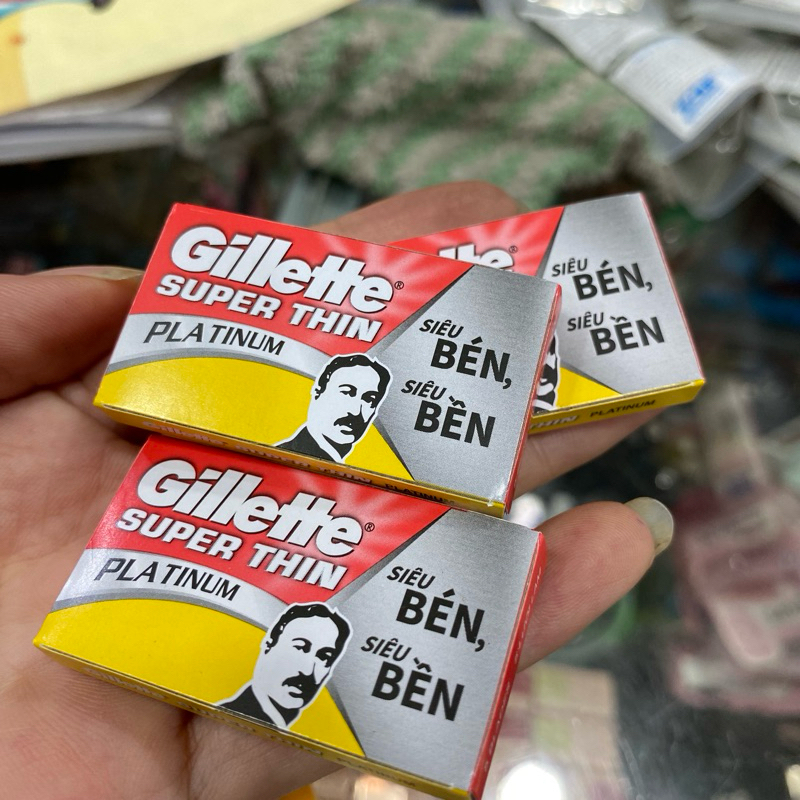 Gillette®
SUPER THIN
PLATINUM
SIÊU
BÉN,
SIÊU
BỀN
SIÊU
BÉN,
SIÊU
BỀN
PLATINUM
Gillette®
SUPER THIN
PLATINUM
SIÊU
BÉN,
SIÊU
BỀN